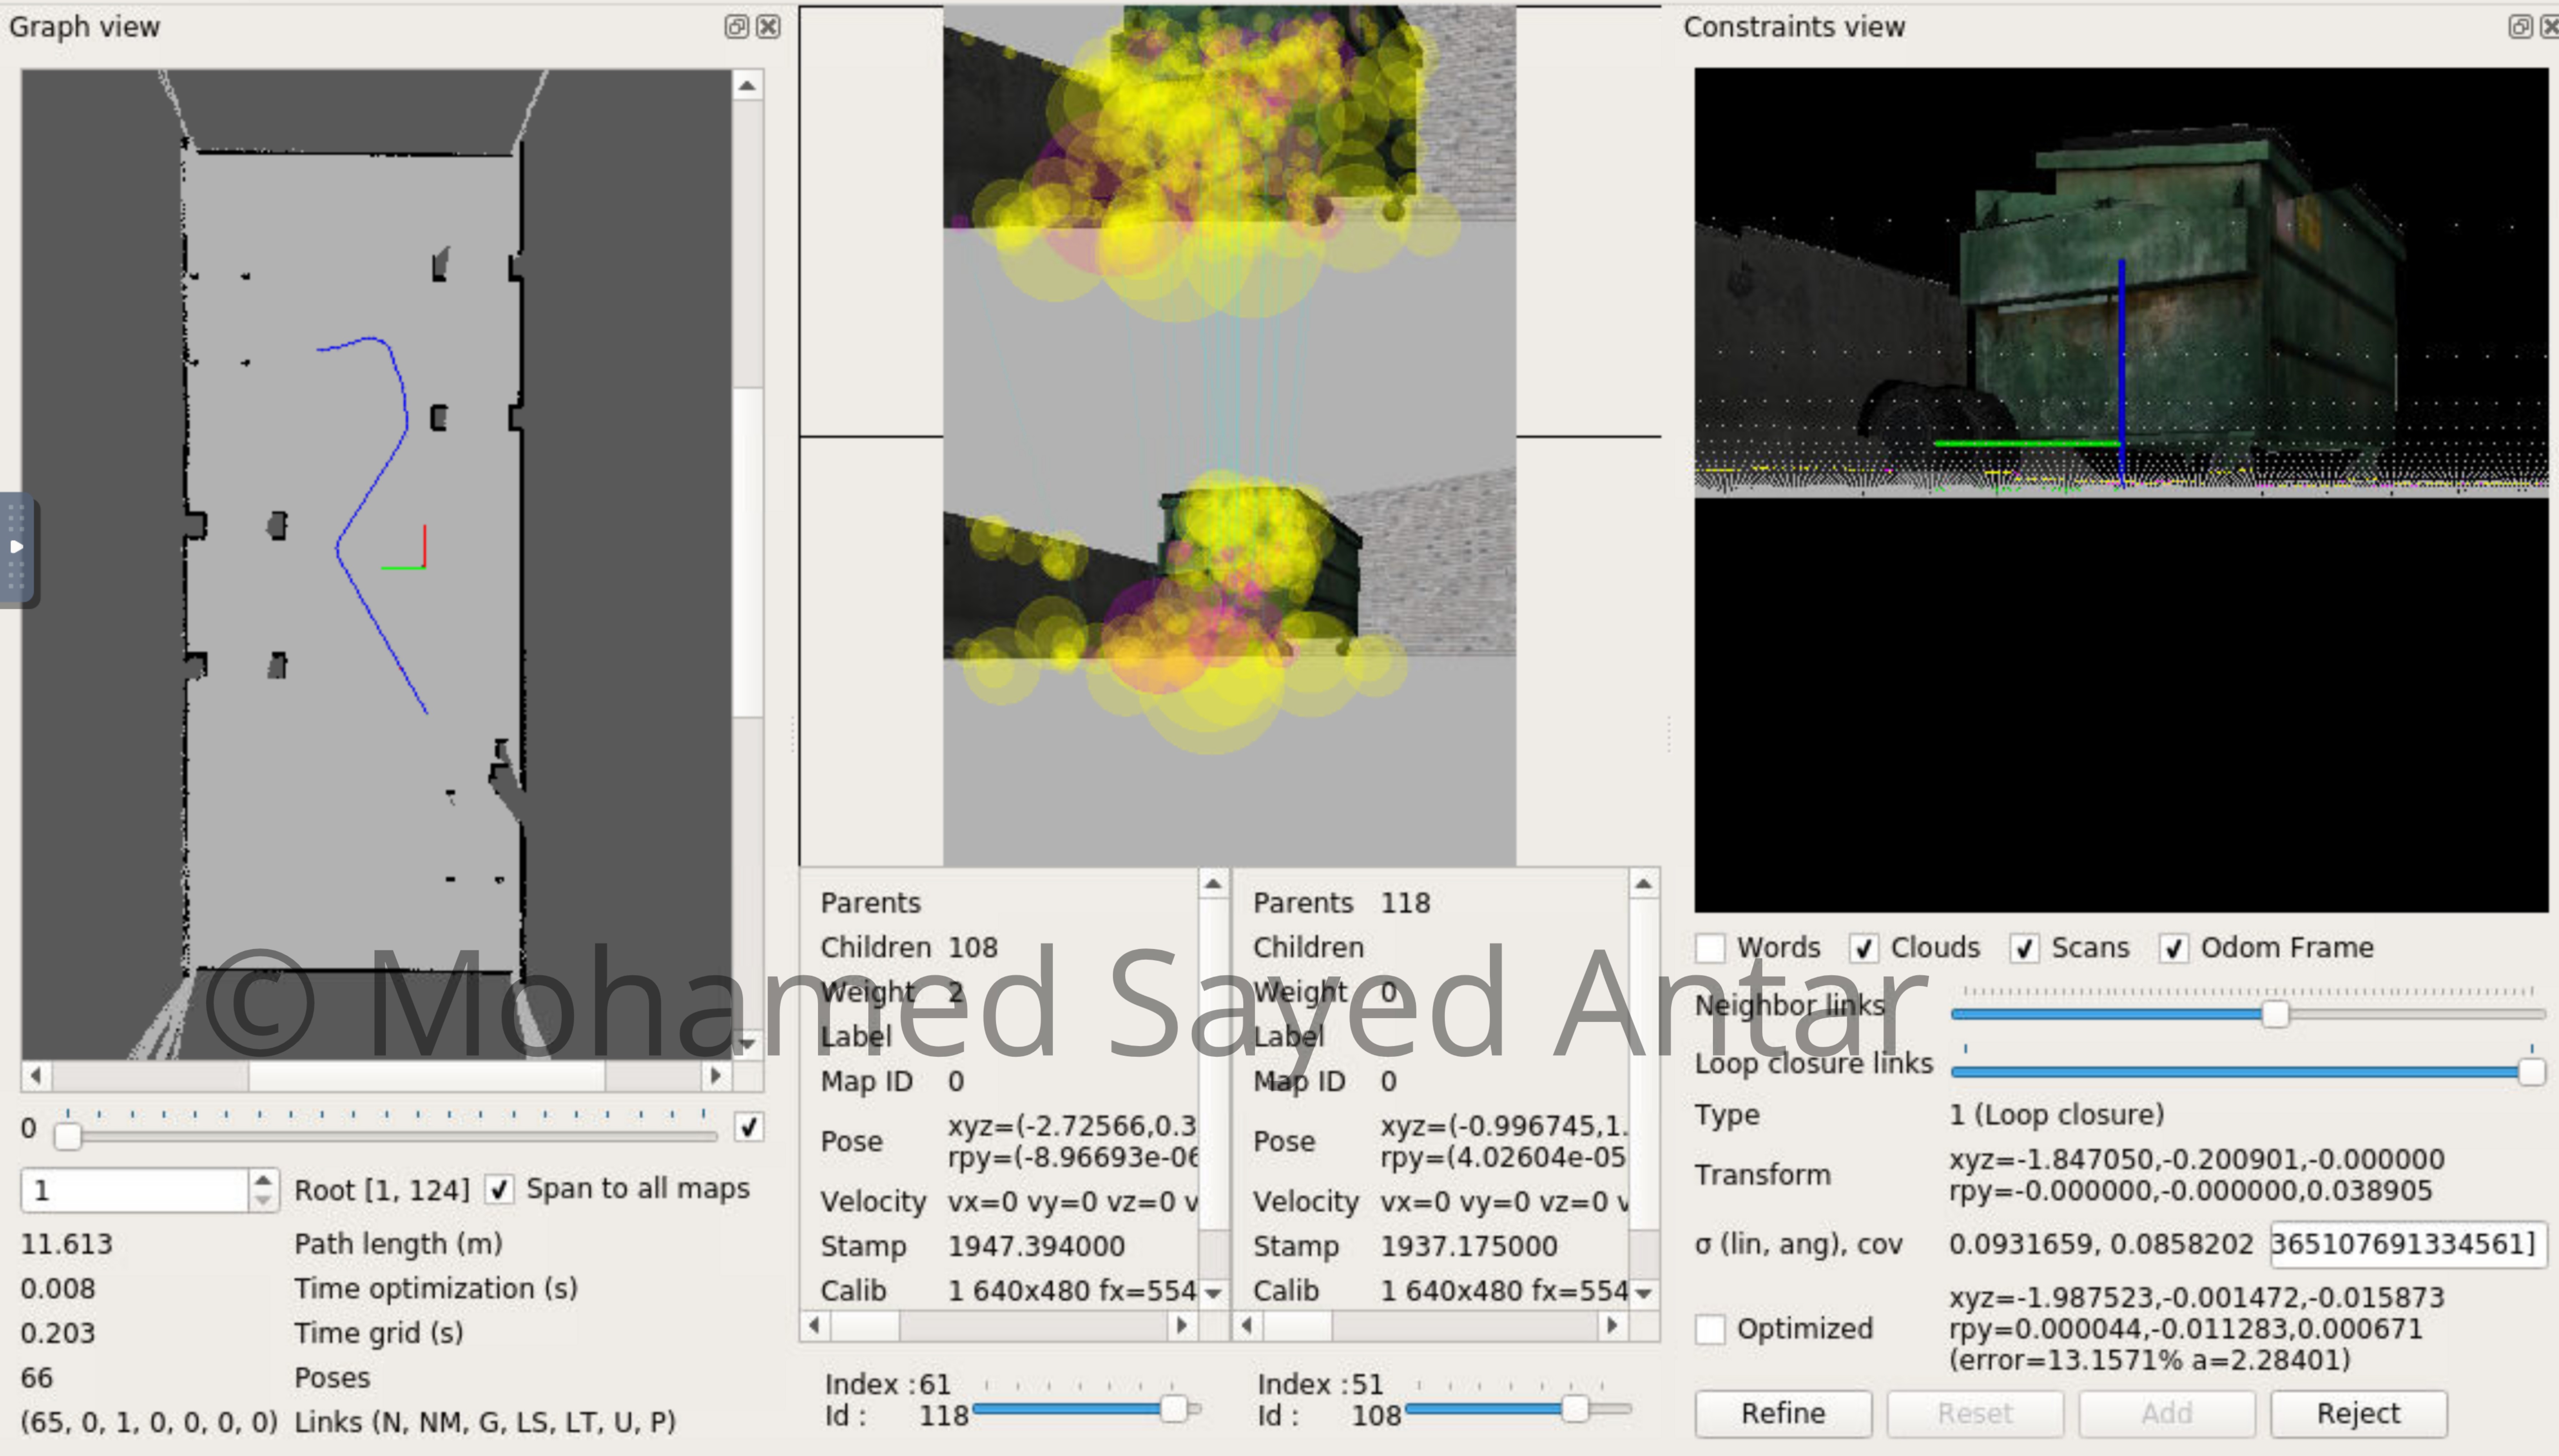 Graph view
0
1 Root [1, 124] Span to all maps
11.613 Path length (m)
0.008 Time optimization (s)
0.203 Time grid (s)
66 Poses
(65, 0, 1, 0, 0, 0, 0) Links (N, NM, G, LS, LT, U, P)
Parents
Children 108
Weight 2
Label
Map ID 0
Pose xyz=(-2.72566,0.3
rpy=(-8.96693e-06
Velocity vx=0 vy=0 vz=0 v
Stamp 1947.394000
Calib 1 640x480 fx=554
Index :61
Id : 118
Parents 118
Children
Weight 0
Label
Map ID 0
Pose xyz=(-0.996745,1.
rpy=(4.02604e-05
Velocity vx=0 vy=0 vz=0 v
Stamp 1937.175000
Calib 1 640x480 fx=554
Index :51
Id : 108
Constraints view
Words Clouds Scans Odom Frame
Neighbor links
Loop closure links
Type 1 (Loop closure)
Transform xyz=-1.847050,-0.200901,-0.000000
rpy=-0.000000,-0.000000,0.038905
σ (lin, ang), cov 0.0931659, 0.0858202 365107691334561]
Optimized xyz=-1.987523,-0.001472,-0.015873
rpy=0.000044,-0.011283,0.000671
(error=13.1571% a=2.28401)
Refine Reset Add Reject
© Mohamed Sayed Antar